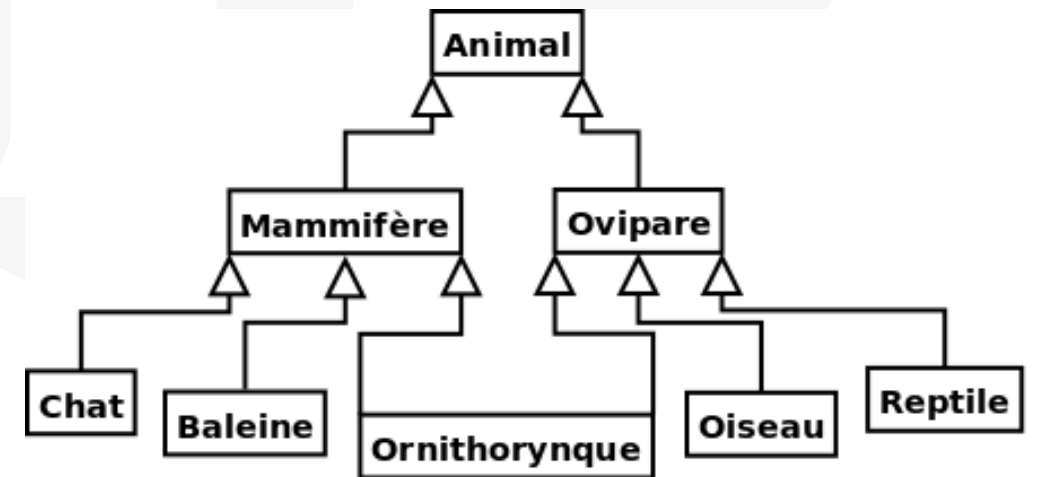 Animal
Mammifère
Ovipare
Chat
Baleine
Ornithorynque
Oiseau
Reptile